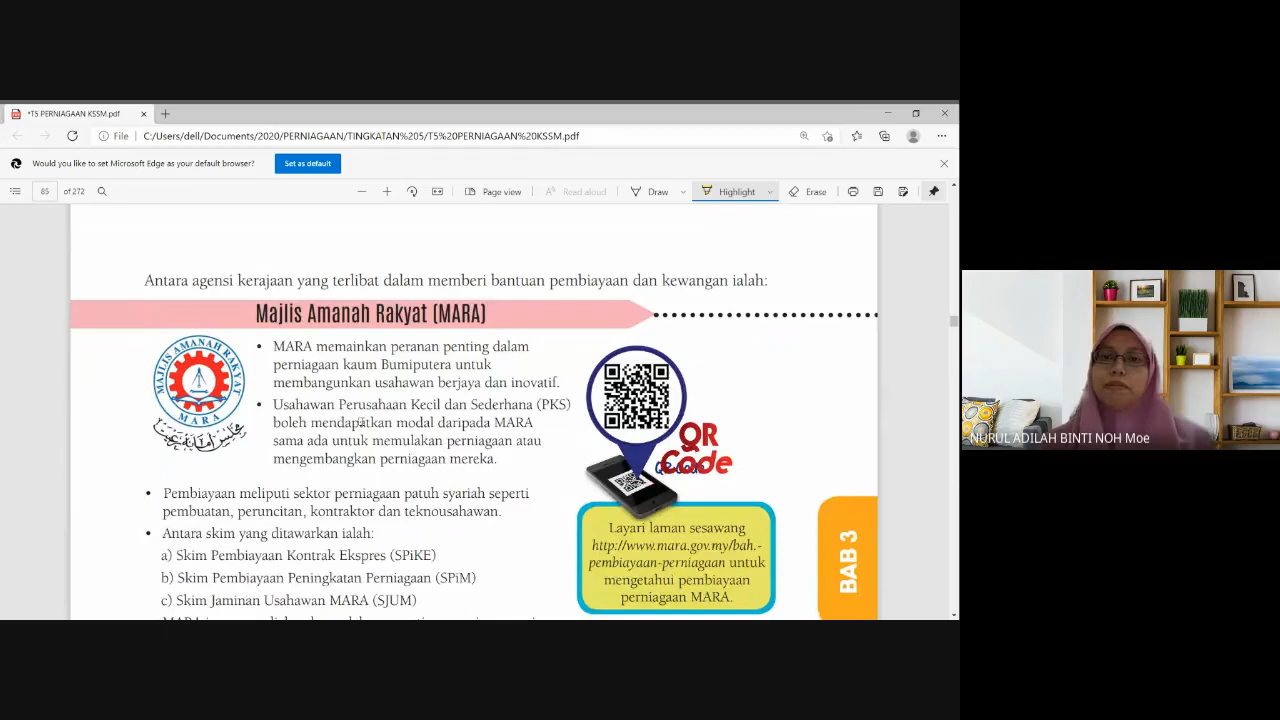 *T5 PERNIAGAAN KSSM.pdf
File
C:/Users/dell/Documents/2020/PERNIAGAAN/TINGKATAN%205/T5%20PERNIAGAAN%20KSSM.pdf
Would you like to set Microsoft Edge as your default browser?
Set as default
85 of 272
Page view
Read aloud
Draw
Highlight
Erase
Antara agensi kerajaan yang terlibat dalam memberi bantuan pembiayaan dan kewangan ialah:
Majlis Amanah Rakyat (MARA)
MAJLIS AMANAH RAKYAT
MARA
• MARA memainkan peranan penting dalam
perniagaan kaum Bumiputera untuk
membangunkan usahawan berjaya dan inovatif.
• Usahawan Perusahaan Kecil dan Sederhana (PKS)
boleh mendapatkan modal daripada MARA
sama ada untuk memulakan perniagaan atau
mengembangkan perniagaan mereka.
• Pembiayaan meliputi sektor perniagaan patuh syariah seperti
pembuatan, peruncitan, kontraktor dan teknousahawan.
• Antara skim yang ditawarkan ialah:
a) Skim Pembiayaan Kontrak Ekspres (SPiKE)
b) Skim Pembiayaan Peningkatan Perniagaan (SPiM)
c) Skim Jaminan Usahawan MARA (SJUM)
QR
Code
Layari laman sesawang
http://www.mara.gov.my/bah.-
pembiayaan-perniagaan untuk
mengetahui pembiayaan
perniagaan MARA.
BAB 3
NURUL ADILAH BINTI NOH Moe